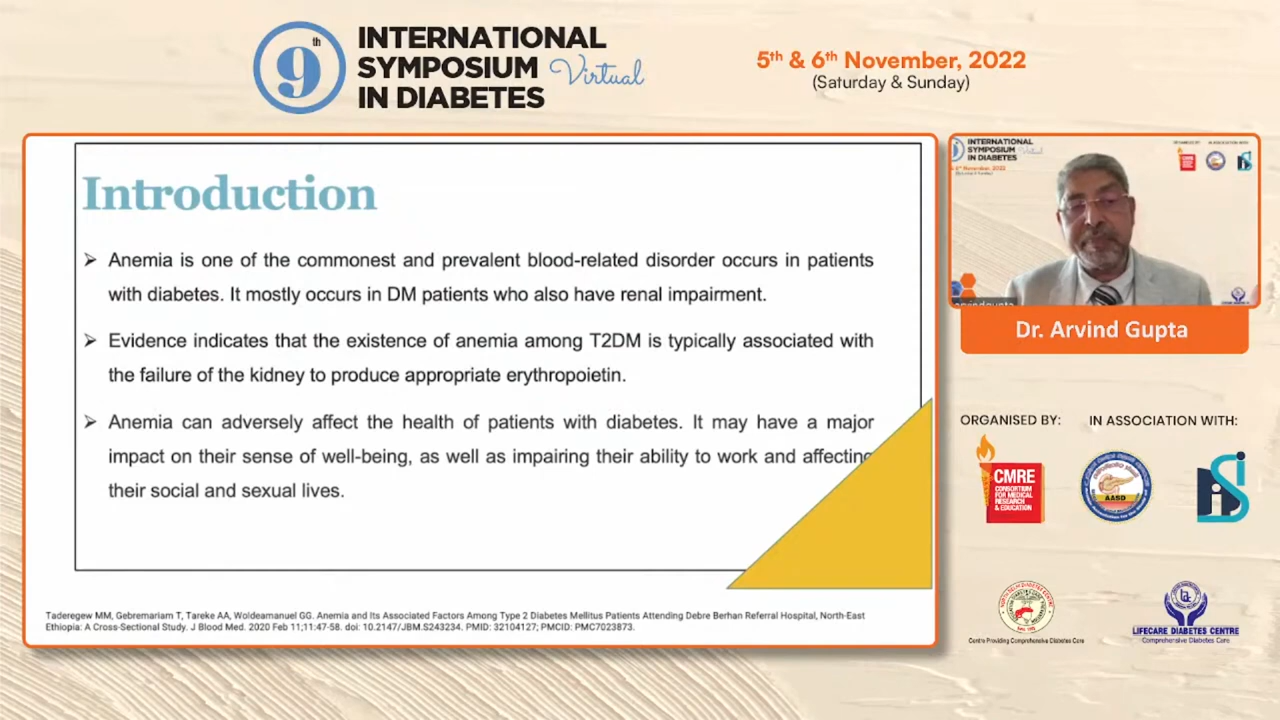 9th
INTERNATIONAL
SYMPOSIUM Virtual
IN DIABETES
5th & 6th November, 2022
(Saturday & Sunday)
Introduction
➤ Anemia is one of the commonest and prevalent blood-related disorder occurs in patients
with diabetes. It mostly occurs in DM patients who also have renal impairment.
➤ Evidence indicates that the existence of anemia among T2DM is typically associated with
the failure of the kidney to produce appropriate erythropoietin.
➤ Anemia can adversely affect the health of patients with diabetes. It may have a major
impact on their sense of well-being, as well as impairing their ability to work and affecting
their social and sexual lives.
Taderegew MM, Gebremariam T, Tareke AA, Woldeamanuel GG. Anemia and Its Associated Factors Among Type 2 Diabetes Mellitus Patients Attending Debre Berhan Referral Hospital, North-East
Ethiopia: A Cross-Sectional Study. J Blood Med. 2020 Feb 11;11:47-58. doi: 10.2147/JBM.S243234. PMID: 32104127; PMCID: PMC7023873.
INTERNATIONAL
SYMPOSIUM Virtual
IN DIABETES
Dr. Arvind Gupta
ORGANISED BY:
IN ASSOCIATION WITH:
CMRE
CONSORTIUM
FOR MEDICAL
RESEARCH
& EDUCATION
AASD
Centre Providing Comprehensive Diabetes Care
LIFECARE DIABETES CENTRE
Comprehensive Diabetes Care